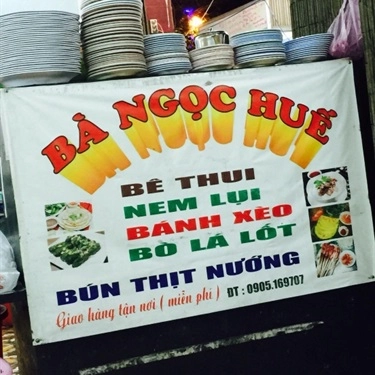 BÀ NGỌC HUẾ
BÊ THUI
NEM LỤI
BÁNH XÈO
BÒ LÁ LỐT
BÚN THỊT NƯỚNG
Giao hàng tận nơi ( miễn phí ) ĐT : 0905.169707